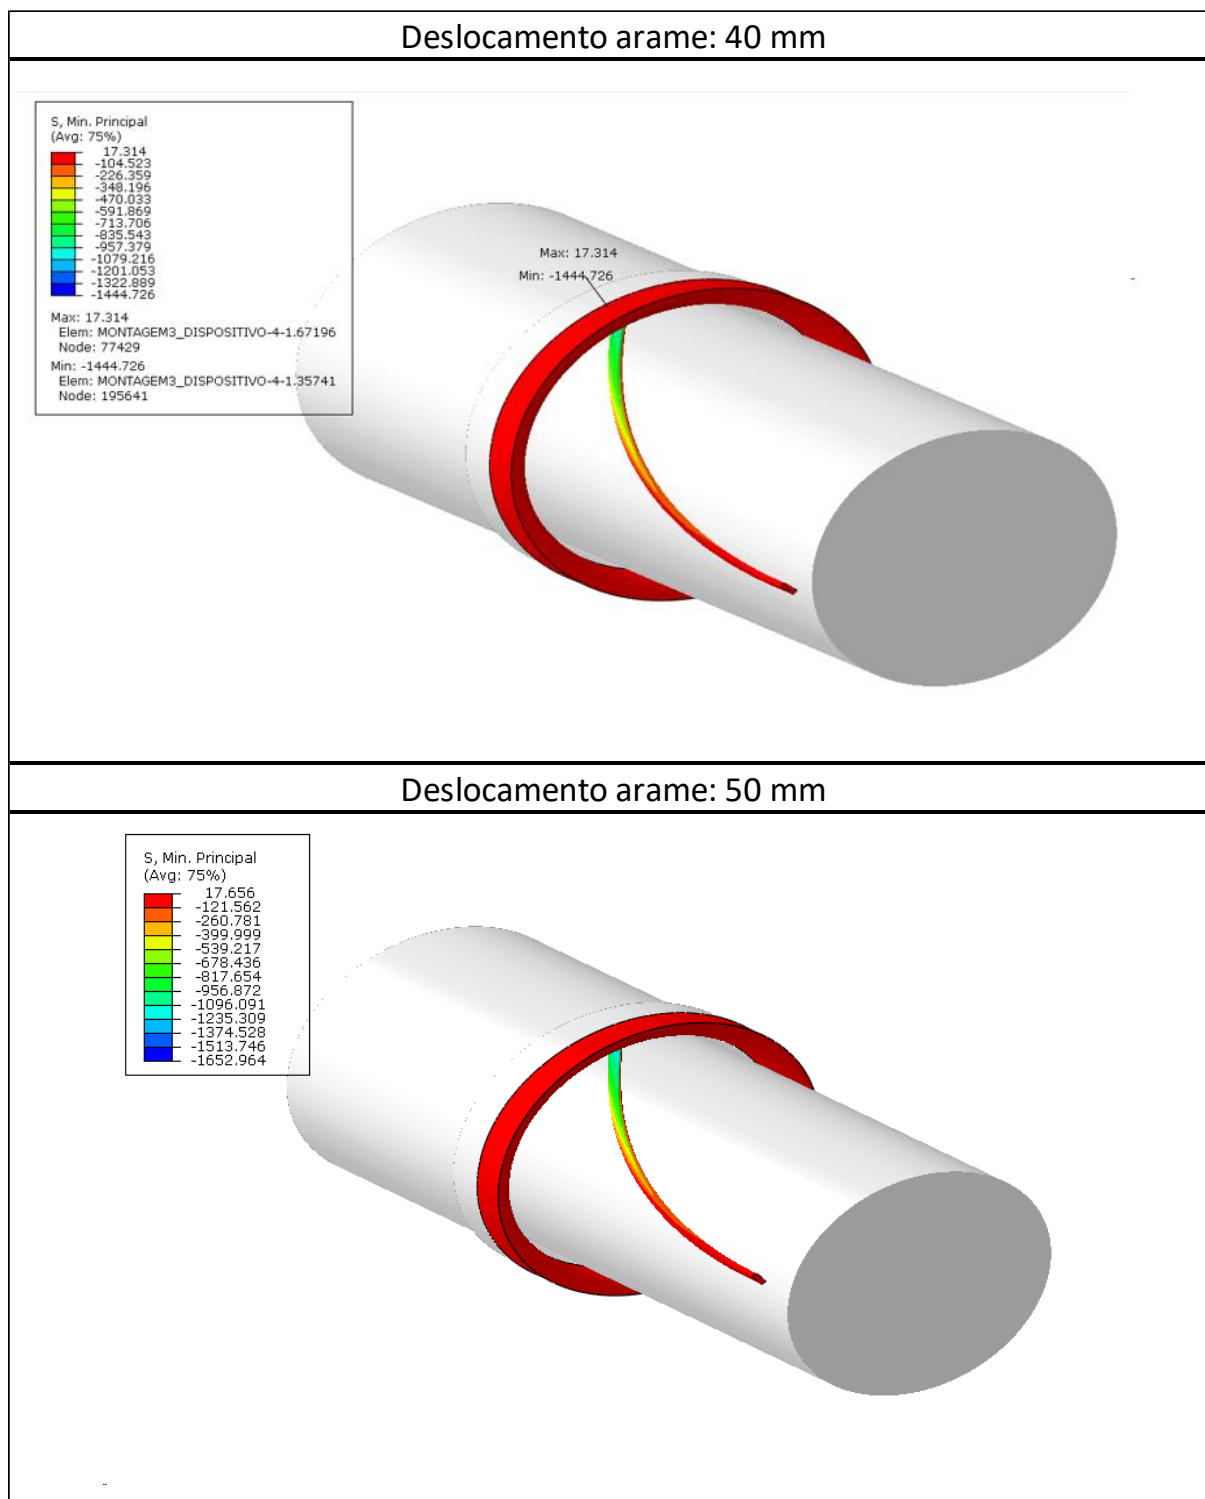 Deslocamento arame: 40 mm
S, Min. Principal
(Avg: 75%)
17.314
-104.523
-226.359
-348.196
-470.033
-591.869
-713.706
-835.543
-957.379
-1079.216
-1201.053
-1322.889
-1444.726
Max: 17.314
Elem: MONTAGEM3_DISPOSITIVO-4-1.67196
Node: 77429
Min: -1444.726
Elem: MONTAGEM3_DISPOSITIVO-4-1.35741
Node: 195641
Max: 17.314
Min: -1444.726
Deslocamento arame: 50 mm
S, Min. Principal
(Avg: 75%)
17.656
-121.562
-260.781
-399.999
-539.217
-678.436
-817.654
-956.872
-1096.091
-1235.309
-1374.528
-1513.746
-1652.964